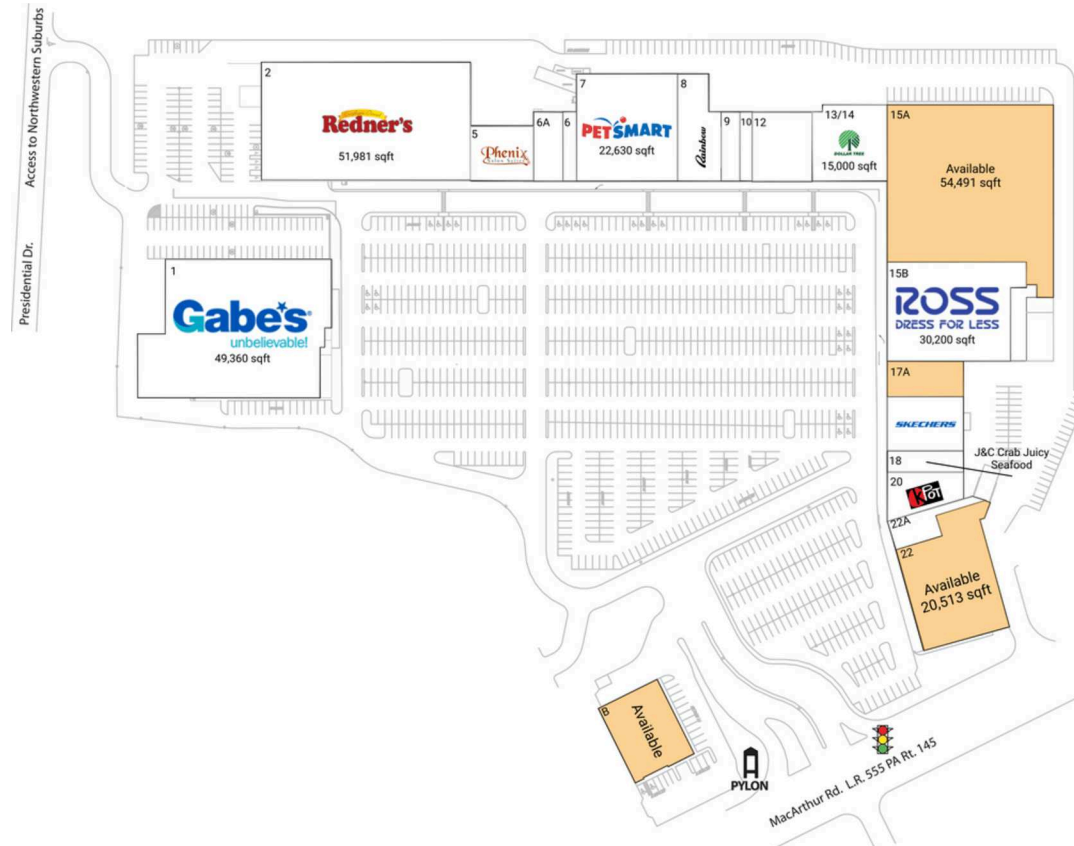 Presidential Dr. Access to Northwestern Suburbs
2
Redner's
51,981 sqft
5
Phenix
6A
6
7
PETSMART
22,630 sqft
8
Rainbow
9
10
12
13/14
DOLLAR TREE
15,000 sqft
15A
Available
54,491 sqft
1
Gabe's
unbelievable!
49,360 sqft
15B
ROSS
DRESS FOR LESS
30,200 sqft
17A
SKECHERS
18
J&C Crab Juicy
Seafood
20
KPOT
22A
22
Available
20,513 sqft
B
Available
PYLON
MacArthur Rd. L.R. 555 PA Rt. 145